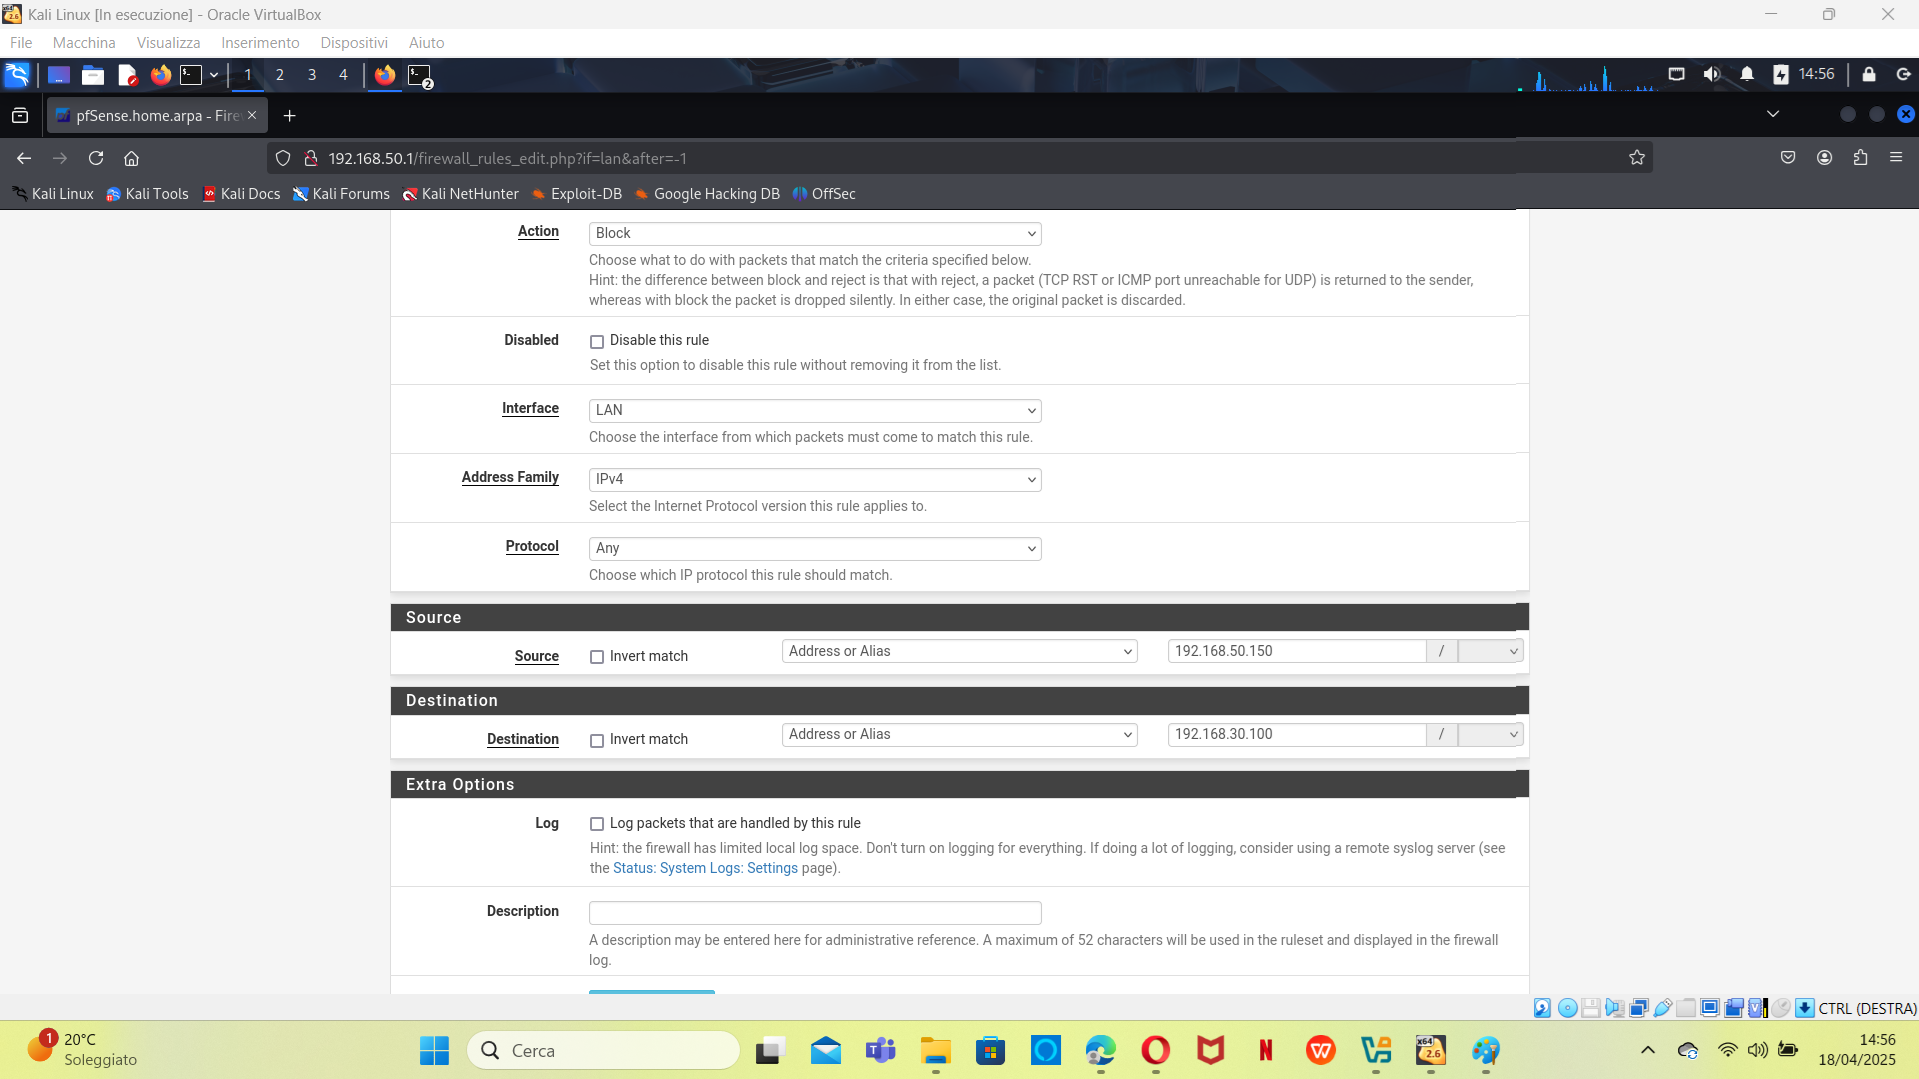 Kali Linux [In esecuzione] - Oracle VirtualBox
File Macchina Visualizza Inserimento Dispositivi Aiuto
1 2 3 4 2 14:56
pfSense.home.arpa - Fire
192.168.50.1/firewall_rules_edit.php?if=lan&after=-1
Kali Linux Kali Tools Kali Docs Kali Forums Kali NetHunter Exploit-DB Google Hacking DB OffSec
Action Block
Choose what to do with packets that match the criteria specified below.
Hint: the difference between block and reject is that with reject, a packet (TCP RST or ICMP port unreachable for UDP) is returned to the sender,
whereas with block the packet is dropped silently. In either case, the original packet is discarded.
Disabled Disable this rule
Set this option to disable this rule without removing it from the list.
Interface LAN
Choose the interface from which packets must come to match this rule.
Address Family IPv4
Select the Internet Protocol version this rule applies to.
Protocol Any
Choose which IP protocol this rule should match.
Source
Source Invert match Address or Alias 192.168.50.150 /
Destination
Destination Invert match Address or Alias 192.168.30.100 /
Extra Options
Log Log packets that are handled by this rule
Hint: the firewall has limited local log space. Don't turn on logging for everything. If doing a lot of logging, consider using a remote syslog server (see
the Status: System Logs: Settings page).
Description
A description may be entered here for administrative reference. A maximum of 52 characters will be used in the ruleset and displayed in the firewall
log.
CTRL (DESTRA)
1 20°C
Soleggiato
Cerca
14:56
18/04/2025